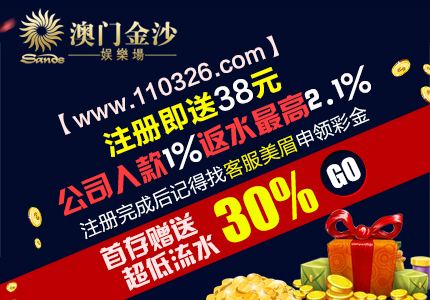 澳门金沙
Sands
娱樂場
【www.110326.com】
注册即送38元
公司入款1%返水最高2.1%
注册完成后记得找客服美眉申领彩金
首存赠送
超低流水
30%
GO